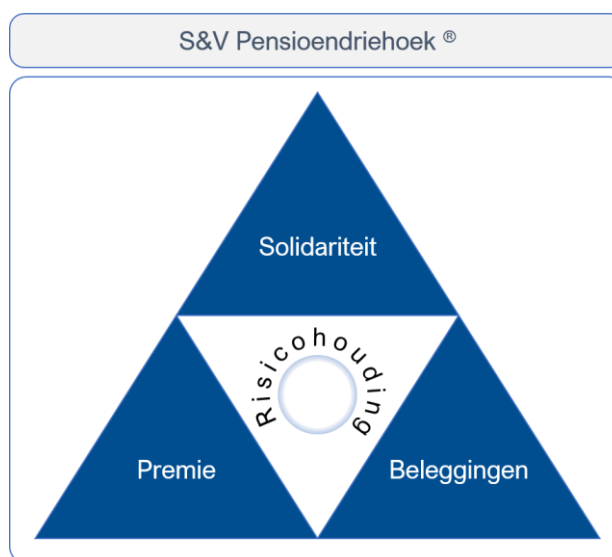 S&V Pensioendriehoek ®
Solidariteit
Risicohouding
Premie
Beleggingen